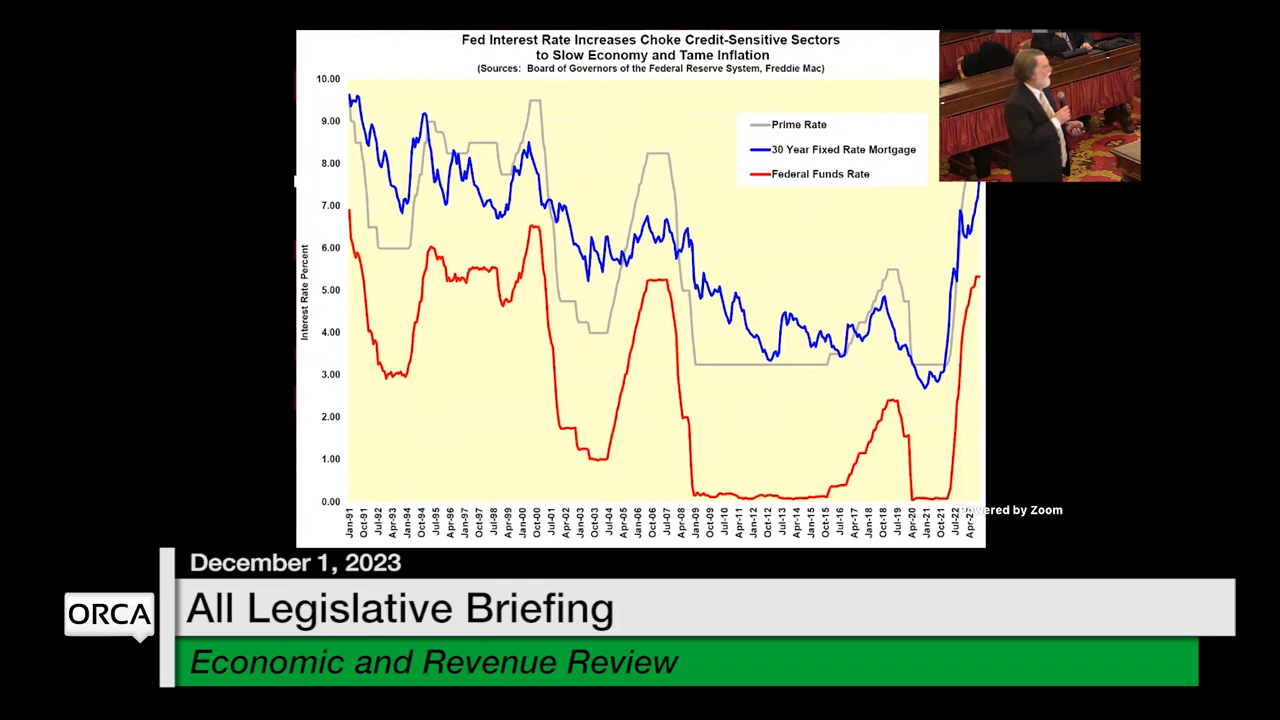 Fed Interest Rate Increases Choke Credit-Sensitive Sectors
to Slow Economy and Tame Inflation
(Sources: Board of Governors of the Federal Reserve System, Freddie Mac)
Prime Rate
30 Year Fixed Rate Mortgage
Federal Funds Rate
Interest Rate Percent
10.00
9.00
8.00
7.00
6.00
5.00
4.00
3.00
2.00
1.00
0.00
Jan-91
Oct-91
Jul-92
Apr-93
Jan-94
Oct-94
Jul-95
Apr-96
Jan-97
Oct-97
Jul-98
Apr-99
Jan-00
Oct-00
Jul-01
Apr-02
Jan-03
Oct-03
Jul-04
Apr-05
Jan-06
Oct-06
Jul-07
Apr-08
Jan-09
Oct-09
Jul-10
Apr-11
Jan-12
Oct-12
Jul-13
Apr-14
Jan-15
Oct-15
Jul-16
Apr-17
Jan-18
Oct-18
Jul-19
Apr-20
Jan-21
Oct-21
Jul-22
Powered by Zoom
December 1, 2023
ORCA
All Legislative Briefing
Economic and Revenue Review